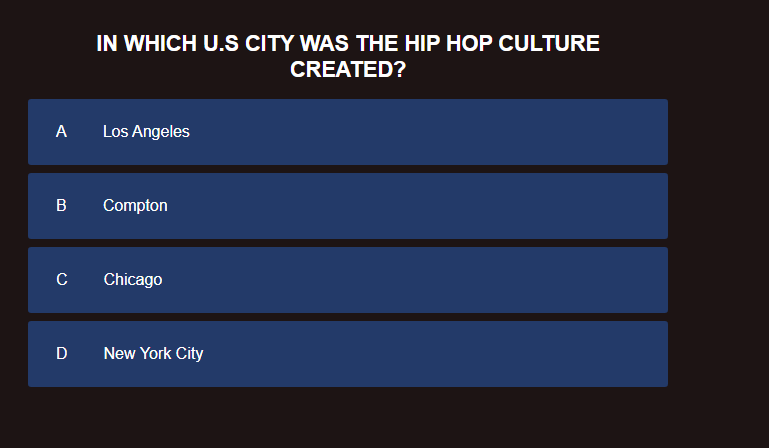 IN WHICH U.S CITY WAS THE HIP HOP CULTURE
CREATED?
A Los Angeles
B Compton
C Chicago
D New York City